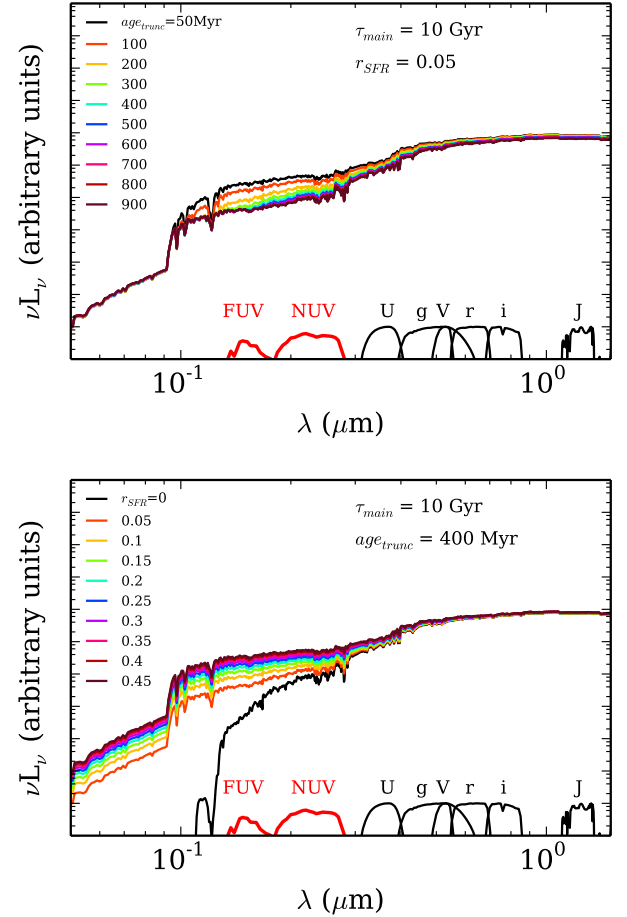 age_trunc=50Myr
100
200
300
400
500
600
700
800
900
τ_main = 10 Gyr
r_SFR = 0.05
νL_ν (arbitrary units)
FUV NUV U g V r i J
10^-1 10^0
λ (μm)
r_SFR=0
0.05
0.1
0.15
0.2
0.25
0.3
0.35
0.4
0.45
τ_main = 10 Gyr
age_trunc = 400 Myr
νL_ν (arbitrary units)
FUV NUV U g V r i J
10^-1 10^0
λ (μm)